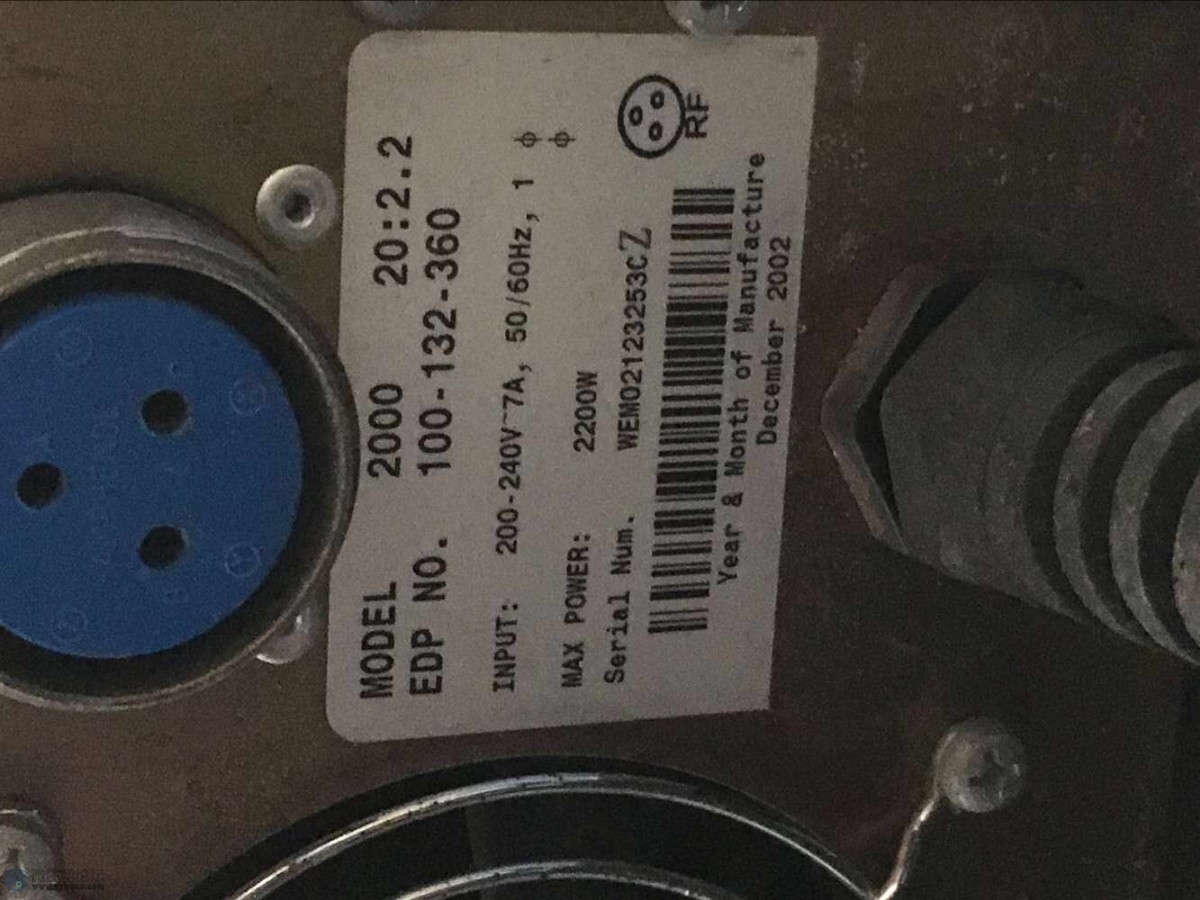 MODEL 2000 20:2.2
EDP NO. 100-132-360
INPUT: 200-240V~7A, 50/60Hz, 1 ϕ
ϕ
MAX POWER: 2200W
Serial Num. WEM02123253CZ
RF
Year & Month of Manufacture
December 2002